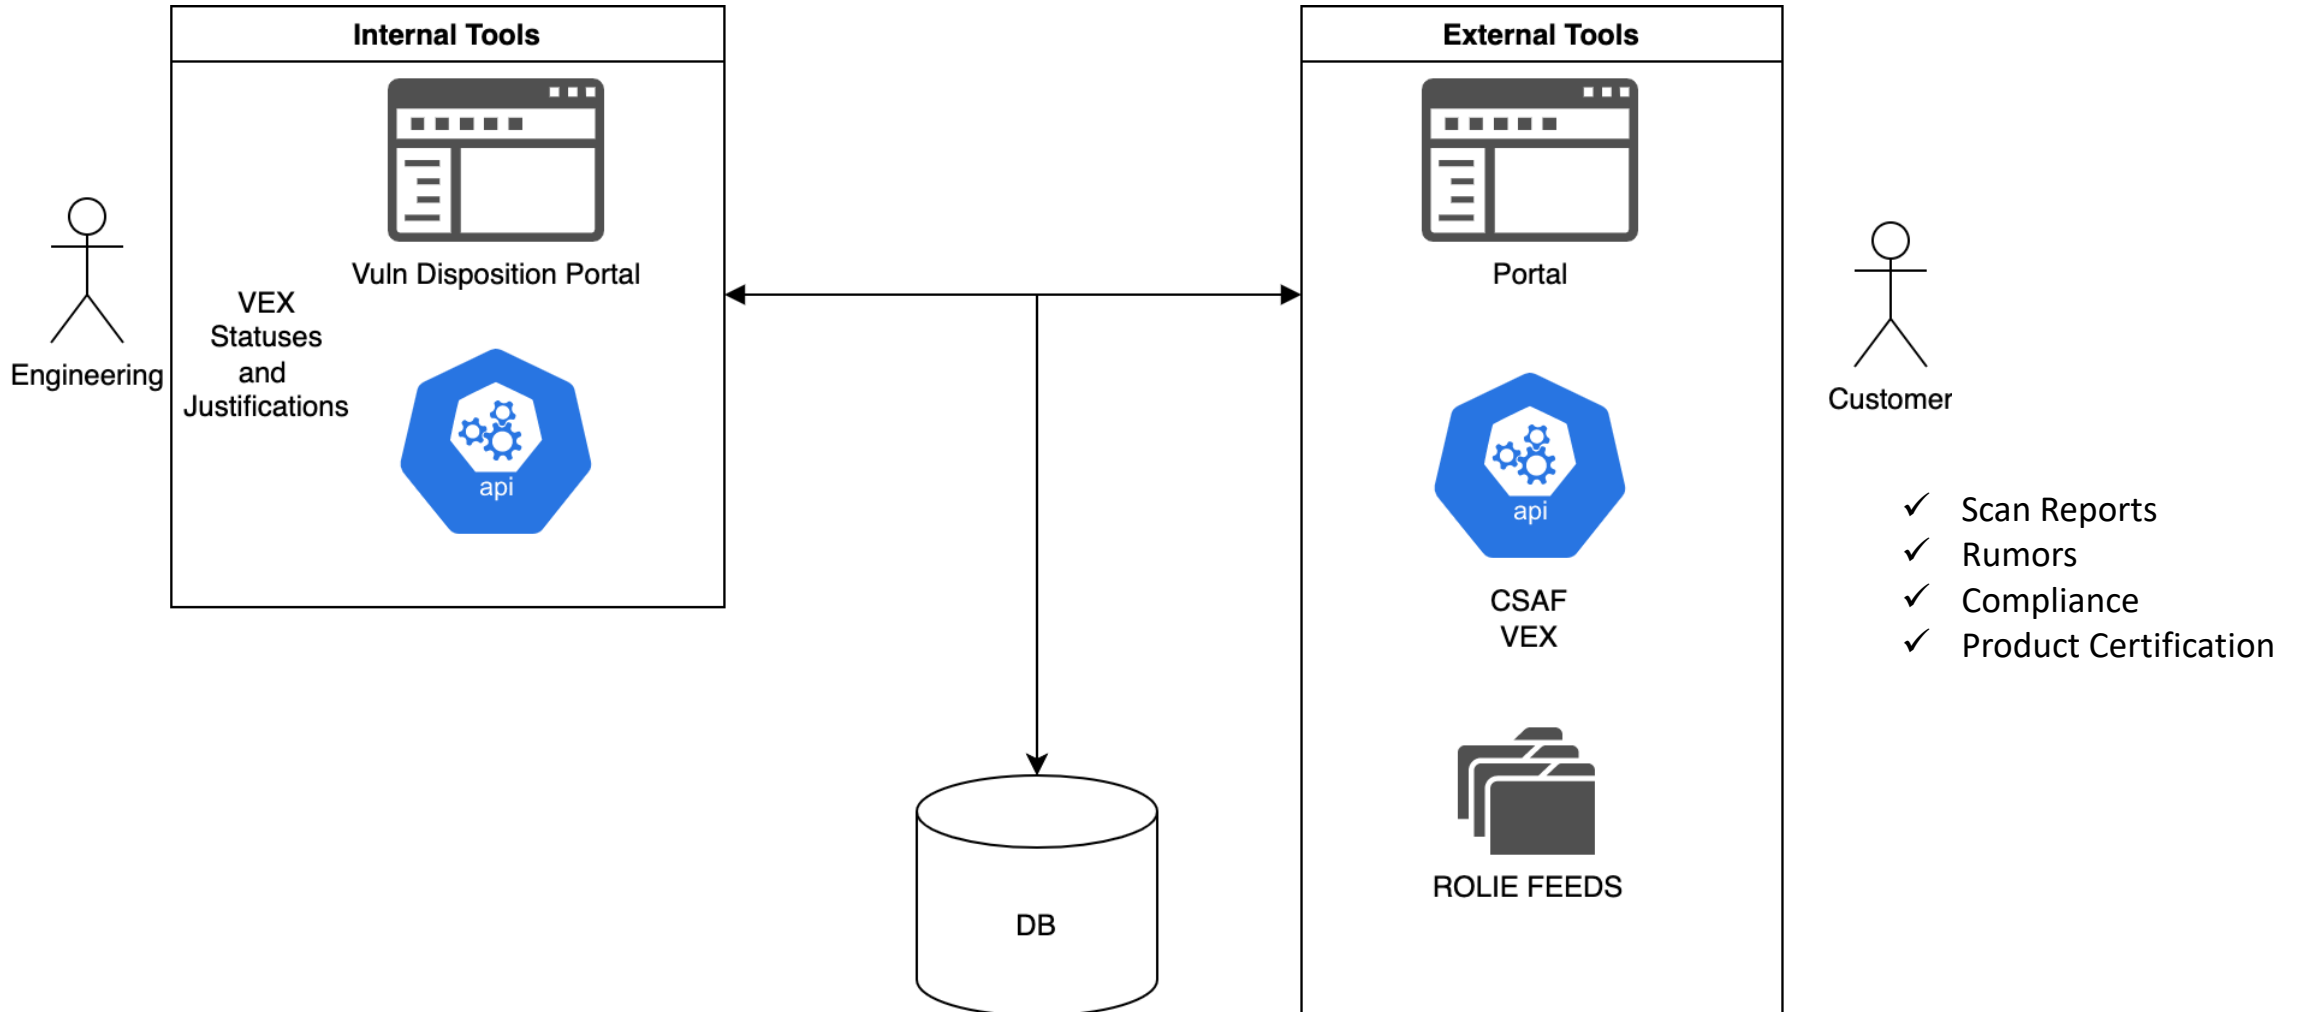 Internal Tools
Vuln Disposition Portal
VEX
Statuses
and
Justifications
api
Engineering
External Tools
Portal
api
CSAF
VEX
ROLIE FEEDS
DB
Customer
✓ Scan Reports
✓ Rumors
✓ Compliance
✓ Product Certification